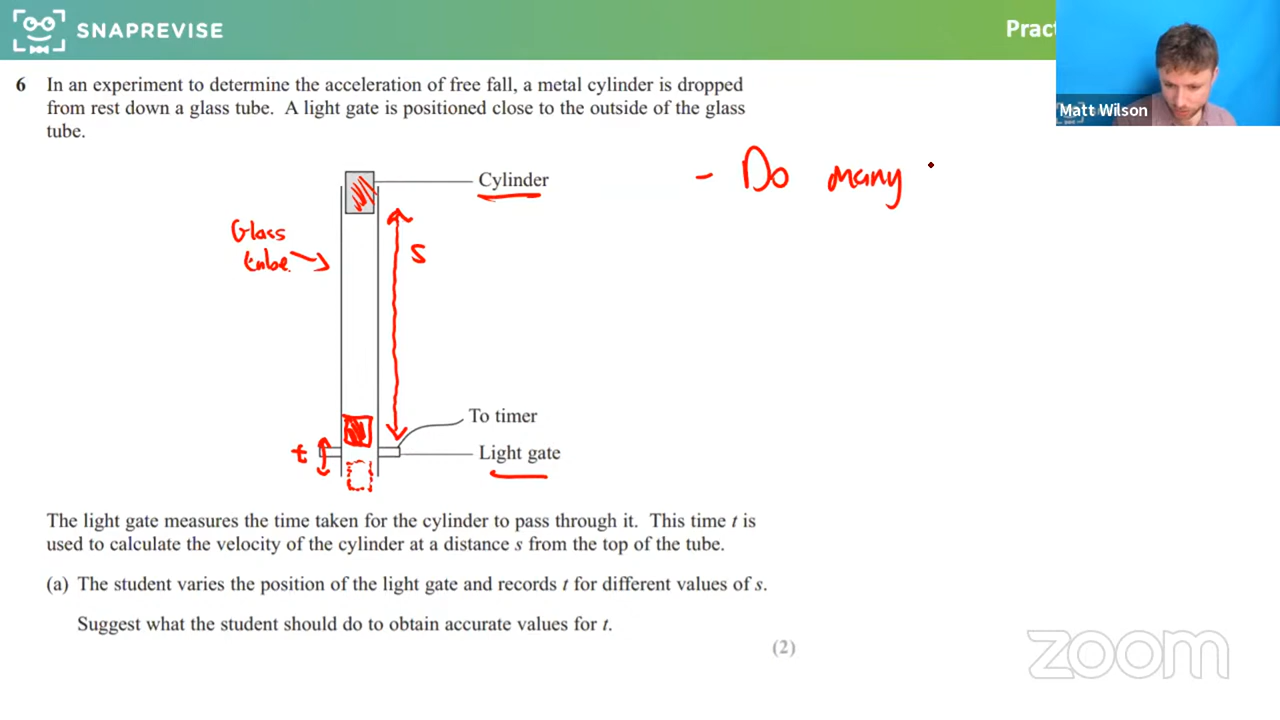 SNAPREVISE
Pract
Matt Wilson
6 In an experiment to determine the acceleration of free fall, a metal cylinder is dropped
from rest down a glass tube. A light gate is positioned close to the outside of the glass
tube.
- Do many
Cylinder
Glass
tube
s
To timer
t
Light gate
The light gate measures the time taken for the cylinder to pass through it. This time t is
used to calculate the velocity of the cylinder at a distance s from the top of the tube.
(a) The student varies the position of the light gate and records t for different values of s.
Suggest what the student should do to obtain accurate values for t.
(2)
zoom